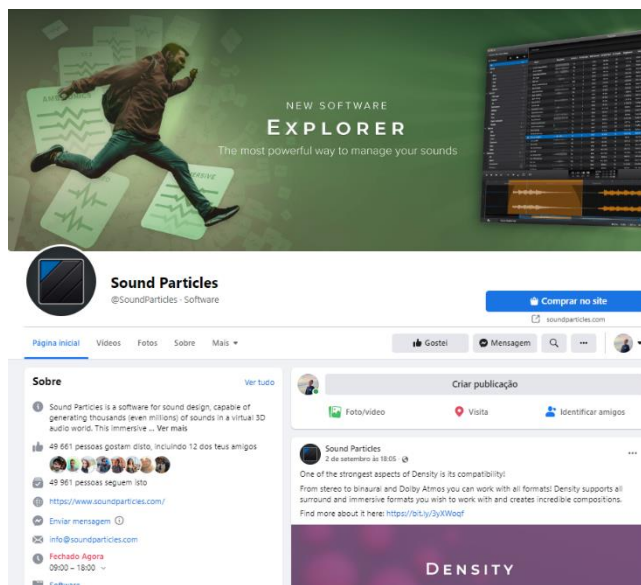 NEW SOFTWARE
EXPLORER
The most powerful way to manage your sounds
Sound Particles
@SoundParticles · Software
Comprar no site
soundparticles.com
Página inicial
Vídeos
Fotos
Sobre
Mais
Gostei
Mensagem
Sobre
Ver tudo
Sound Particles is a software for sound design, capable of
generating thousands (even millions) of sounds in a virtual 3D
audio world. This immersive ... Ver mais
49 661 pessoas gostam disto, incluindo 12 dos teus amigos
49 961 pessoas seguem isto
https://www.soundparticles.com/
Enviar mensagem
info@soundparticles.com
Fechado Agora
09:00 – 18:00
Software
Criar publicação
Foto/vídeo
Visita
Identificar amigos
Sound Particles
2 de setembro às 18:05
One of the strongest aspects of Density is its compatibility!
From stereo to binaural and Dolby Atmos you can work with all formats! Density supports all
surround and immersive formats you wish to work with and creates incredible compositions.
Find more about it here: https://bit.ly/3yXWoqf
DENSITY